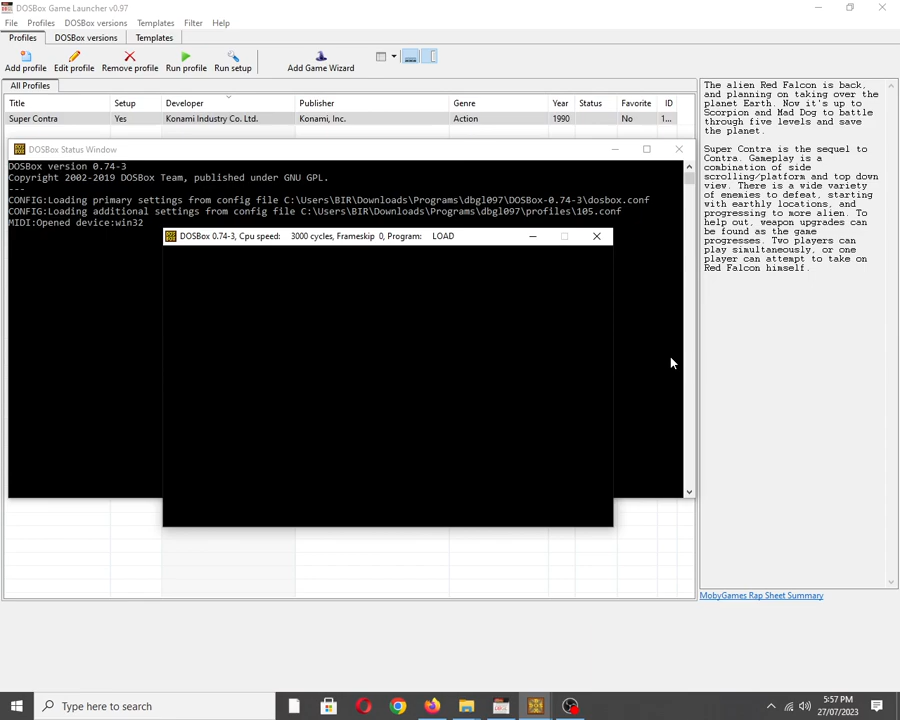 DOSBox Game Launcher v0.97
File Profiles DOSBox versions Templates Filter Help
Profiles DOSBox versions Templates
Add profile Edit profile Remove profile Run profile Run setup Add Game Wizard
All Profiles
Title Setup Developer Publisher Genre Year Status Favorite ID
Super Contra Yes Konami Industry Co. Ltd. Konami, Inc. Action 1990 No 1...
DOSBox Status Window
DOSBox version 0.74-3
Copyright 2002-2019 DOSBox Team, published under GNU GPL.
---
CONFIG:Loading primary settings from config file C:\Users\BIR\Downloads\Programs\dbgl097\DOSBox-0.74-3\dosbox.conf
CONFIG:Loading additional settings from config file C:\Users\BIR\Downloads\Programs\dbgl097\profiles\105.conf
MIDI:Opened device:win32
DOSBox 0.74-3, Cpu speed: 3000 cycles, Frameskip 0, Program: LOAD
The alien Red Falcon is back,
and planning on taking over the
planet Earth. Now it's up to
Scorpion and Mad Dog to battle
through five levels and save
the planet.
Super Contra is the sequel to
Contra. Gameplay is a
combination of side
scrolling/platform and top down
view. There is a wide variety
of enemies to defeat, starting
with earthly locations, and
progressing to more alien. To
help out, weapon upgrades can
be found as the game
progresses. Two players can
play simultaneously, or one
player can attempt to take on
Red Falcon himself.
MobyGames Rap Sheet Summary
Type here to search
5:57 PM
27/07/2023